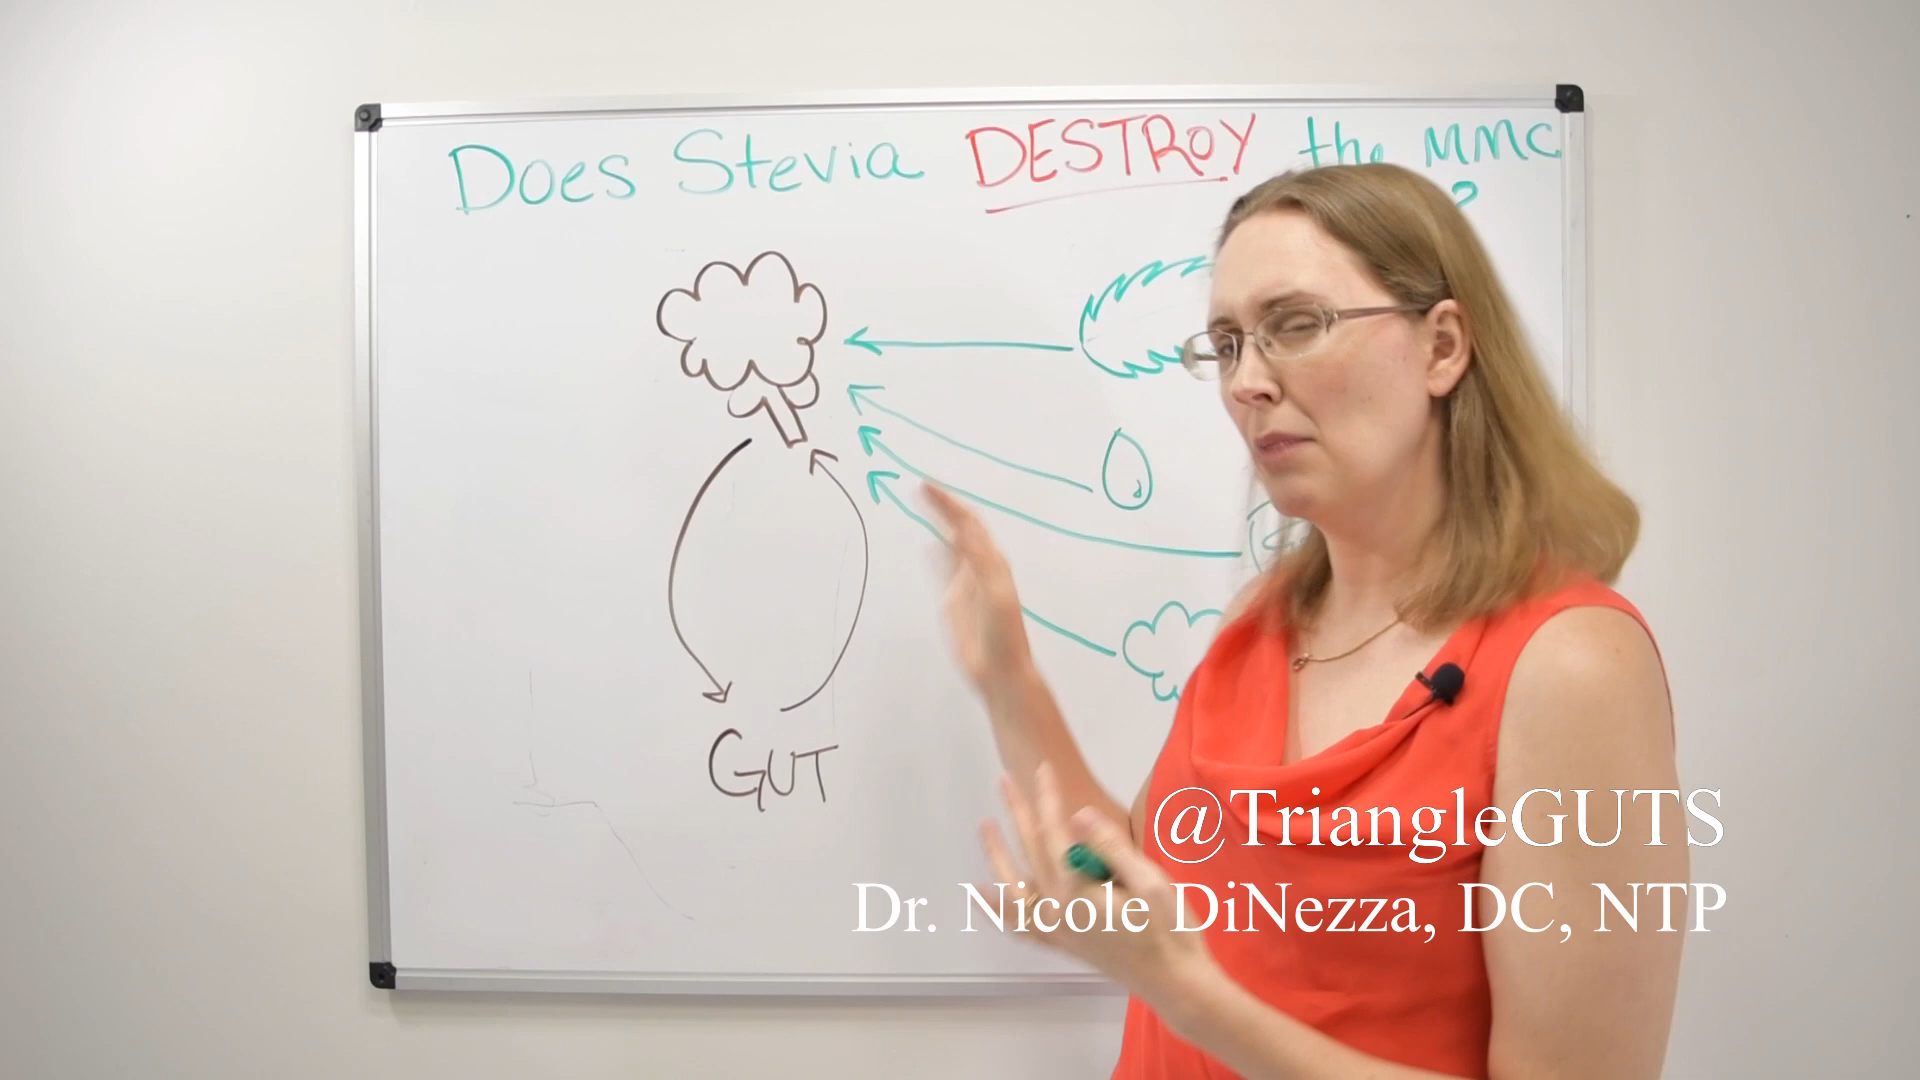 Does Stevia DESTROY the MMC
?
GUT
@TriangleGUTS
Dr. Nicole DiNezza, DC, NTP